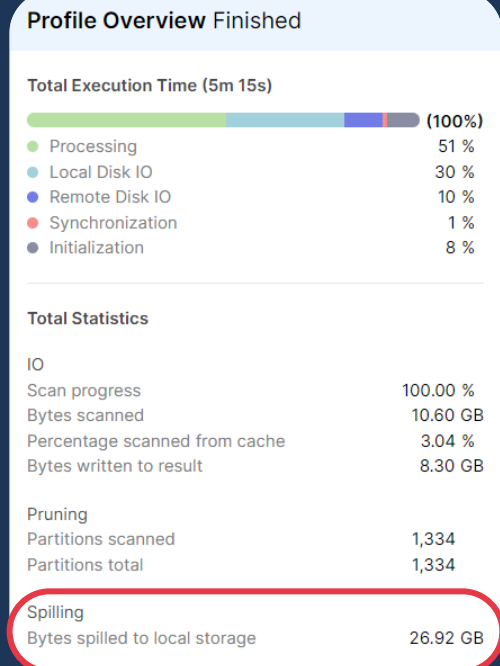 Profile Overview Finished
Total Execution Time (5m 15s)
(100%)
Processing 51 %
Local Disk IO 30 %
Remote Disk IO 10 %
Synchronization 1 %
Initialization 8 %
Total Statistics
IO
Scan progress 100.00 %
Bytes scanned 10.60 GB
Percentage scanned from cache 3.04 %
Bytes written to result 8.30 GB
Pruning
Partitions scanned 1,334
Partitions total 1,334
Spilling
Bytes spilled to local storage 26.92 GB